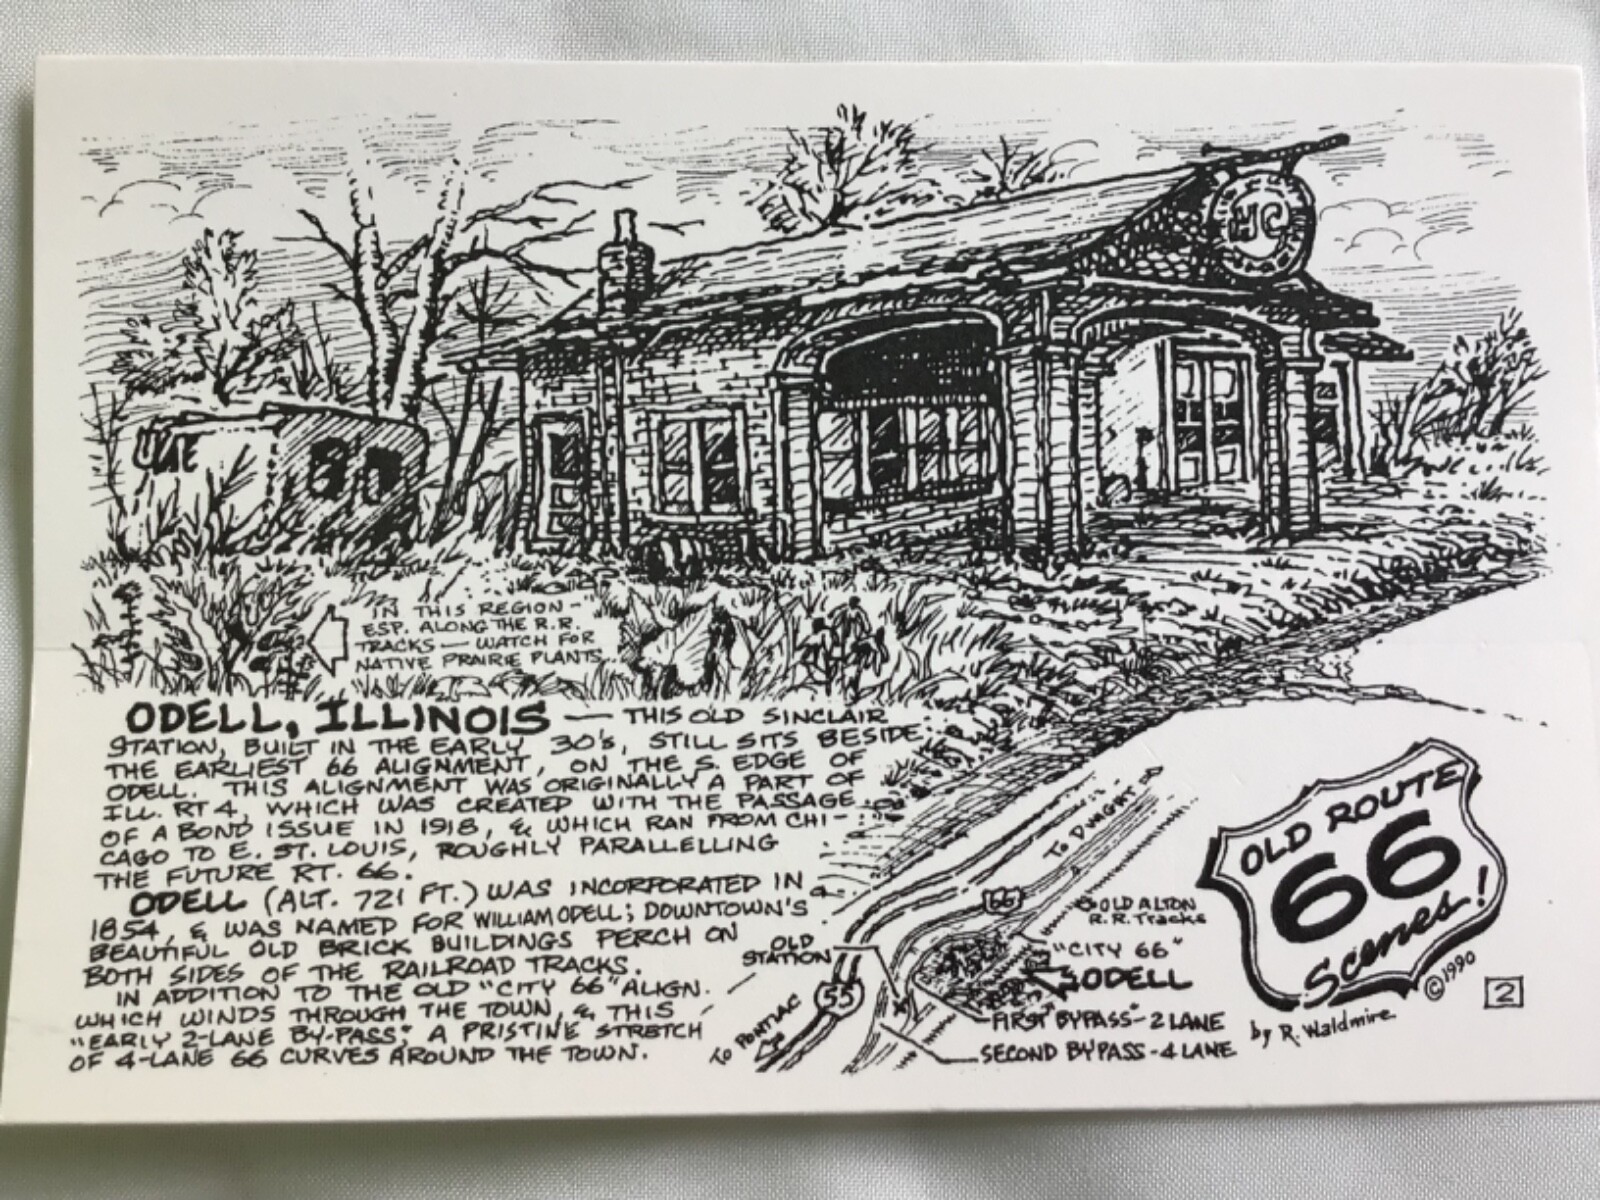 HC
IN THIS REGION -
ESP. ALONG THE R.R.
TRACKS — WATCH FOR
NATIVE PRAIRIE PLANTS
ODELL, ILLINOIS — THIS OLD SINCLAIR
STATION, BUILT IN THE EARLY 30's, STILL SITS BESIDE
THE EARLIEST 66 ALIGNMENT, ON THE S. EDGE OF
ODELL. THIS ALIGNMENT WAS ORIGINALLY A PART OF
ILL. RT 4, WHICH WAS CREATED WITH THE PASSAGE
OF A BOND ISSUE IN 1918, & WHICH RAN FROM CHI-
CAGO TO E. ST. LOUIS, ROUGHLY PARALLELLING
THE FUTURE RT. 66.
ODELL (ALT. 721 FT.) WAS INCORPORATED IN
1854, & WAS NAMED FOR WILLIAM ODELL; DOWNTOWN'S
BEAUTIFUL OLD BRICK BUILDINGS PERCH ON
BOTH SIDES OF THE RAILROAD TRACKS.
IN ADDITION TO THE OLD "CITY 66" ALIGN.
WHICH WINDS THROUGH THE TOWN, & THIS
"EARLY 2-LANE BY-PASS", A PRISTINE STRETCH
OF 4-LANE 66 CURVES AROUND THE TOWN.
TO DWIGHT
66
OLD ALTON
R.R. Tracks
OLD
STATION
"CITY 66"
ODELL
55
TO PONTIAC
FIRST BYPASS - 2 LANE
SECOND BYPASS - 4 LANE
OLD ROUTE
66
Scenes!
©1990
by R. Waldmire
2